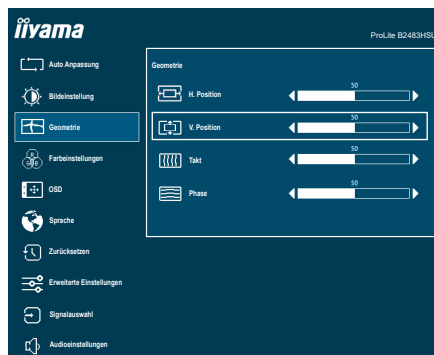 iiyama
ProLite B2483HSU
Auto Anpassung
Bildeinstellung
Geometrie
Farbeinstellungen
R
G
B
OSD
Sprache
Zurücksetzen
Erweiterte Einstellungen
Signalauswahl
Audioeinstellungen
Geometrie
H. Position
50
V. Position
50
Takt
50
Phase
50